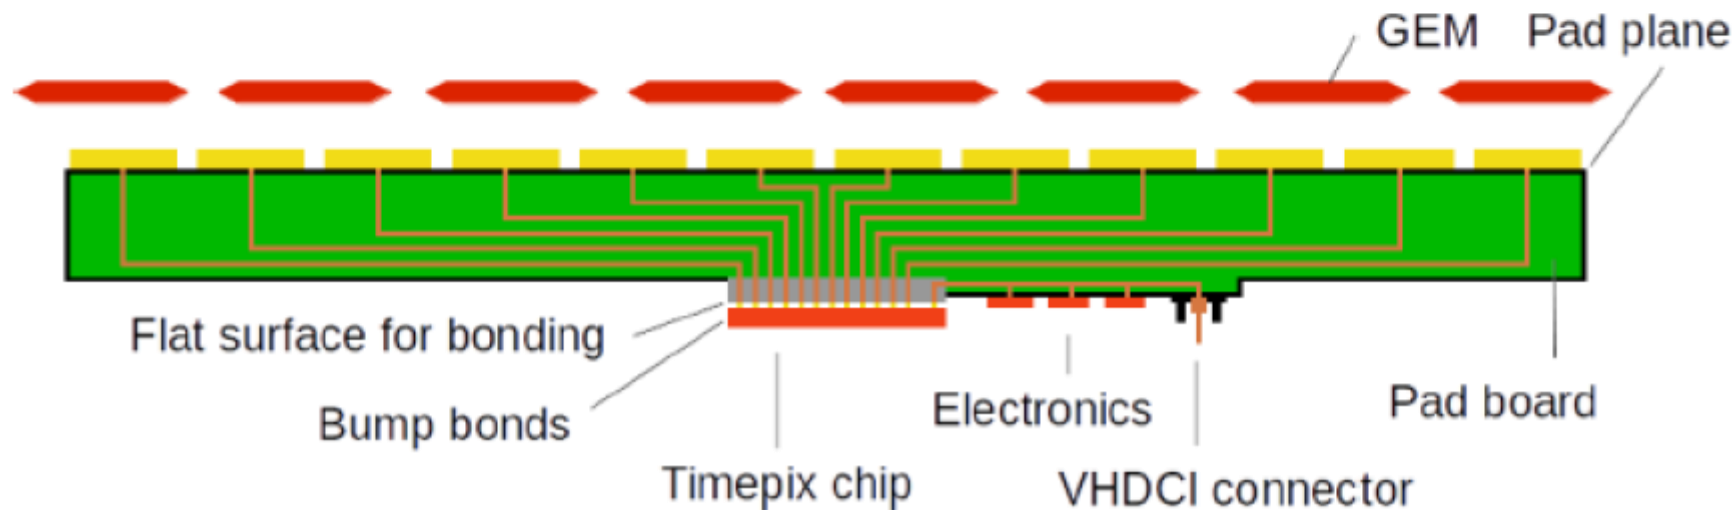 GEM
Pad plane
Flat surface for bonding
Bump bonds
Electronics
Pad board
Timepix chip
VHDCI connector